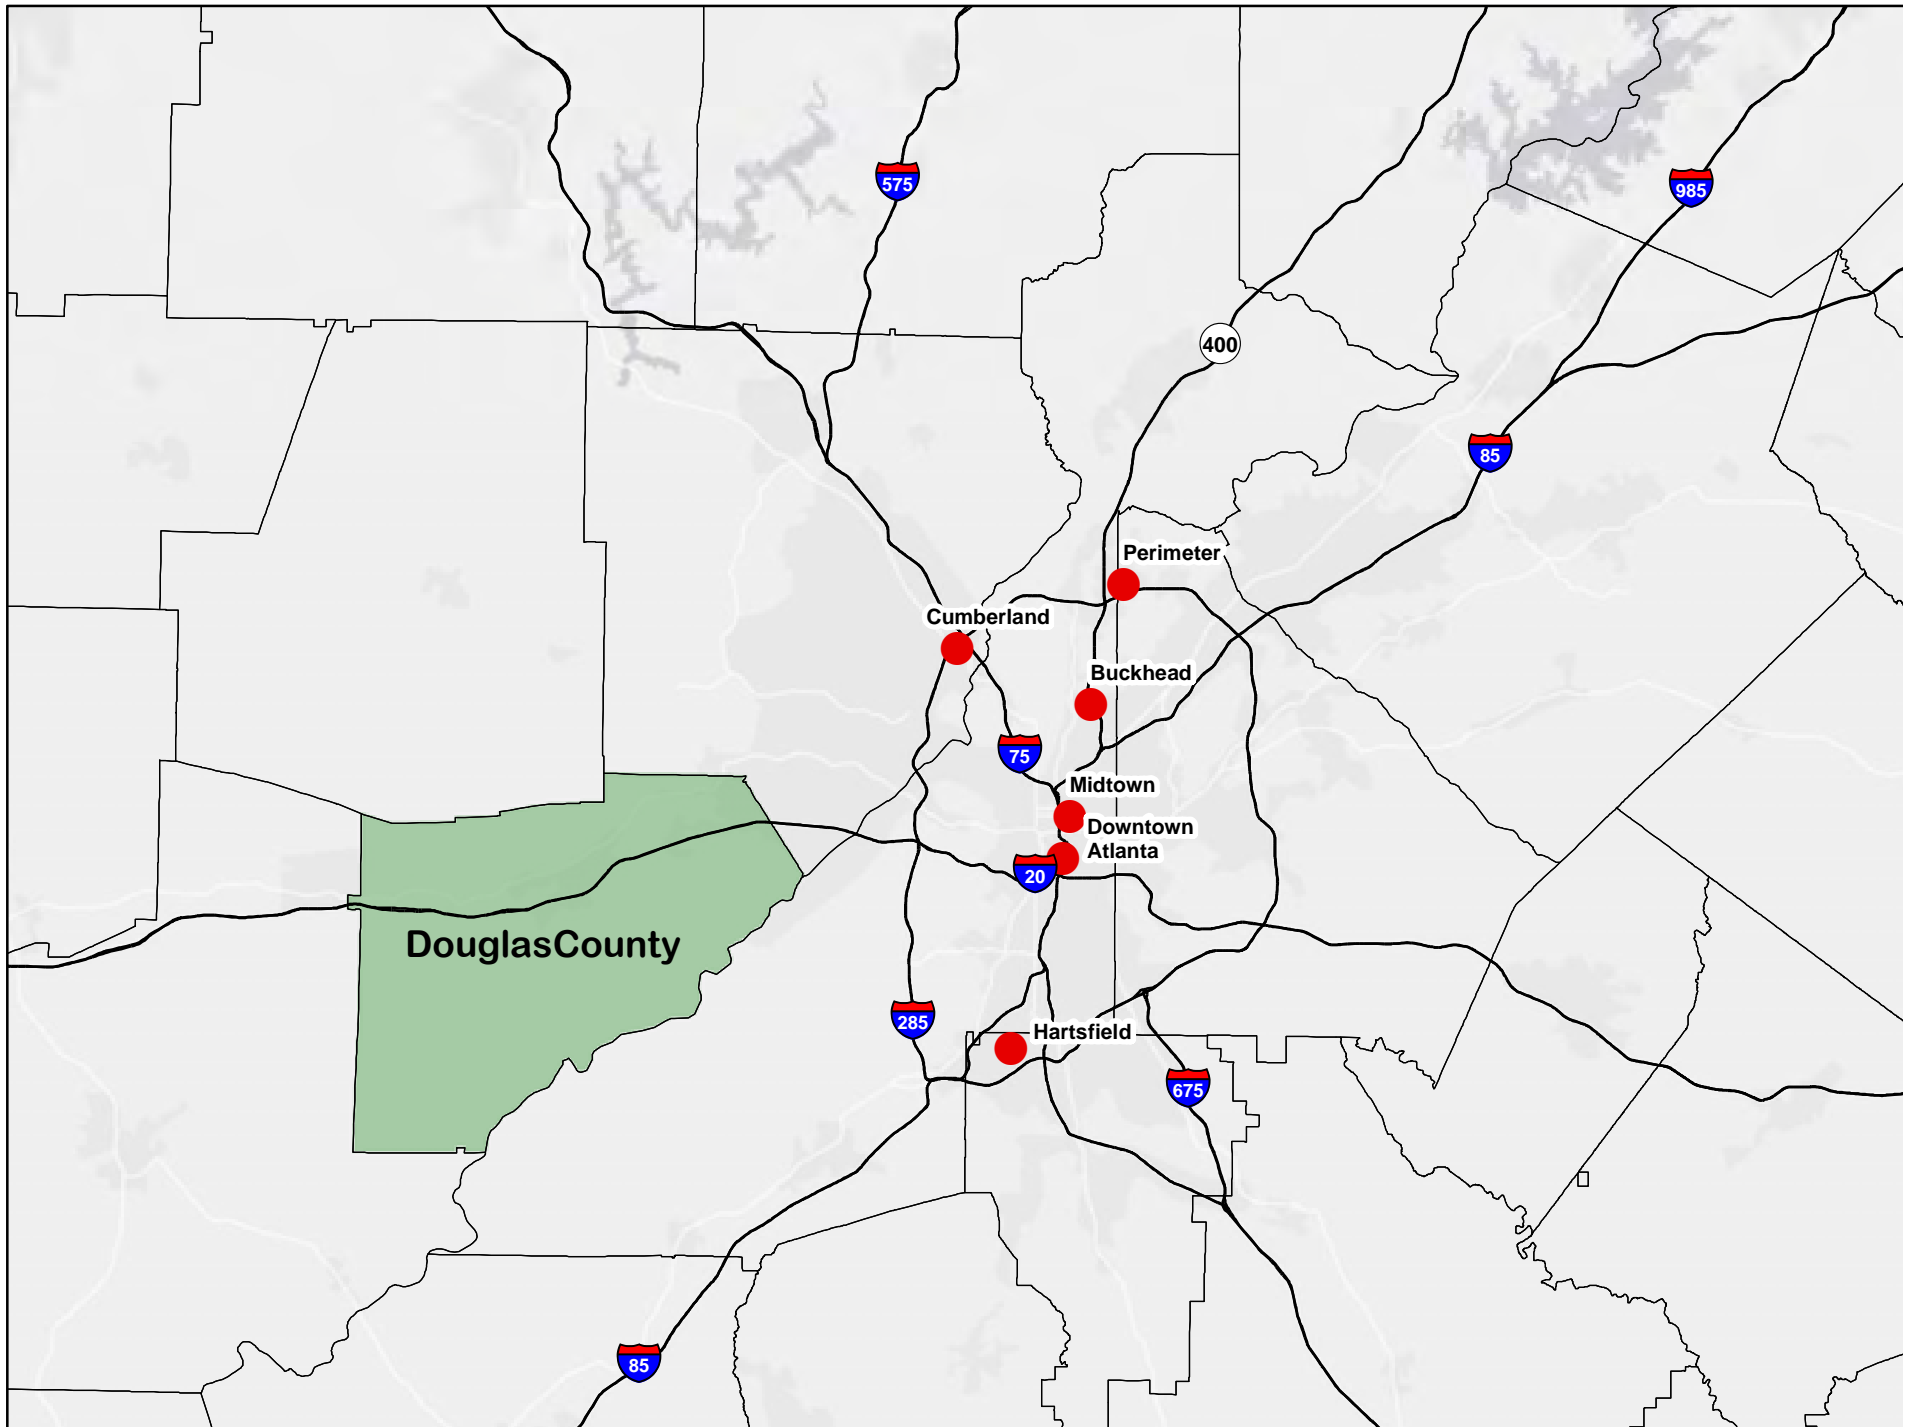 575
985
400
85
Perimeter
Cumberland
Buckhead
75
Midtown
Downtown
Atlanta
20
DouglasCounty
285
Hartsfield
675
85